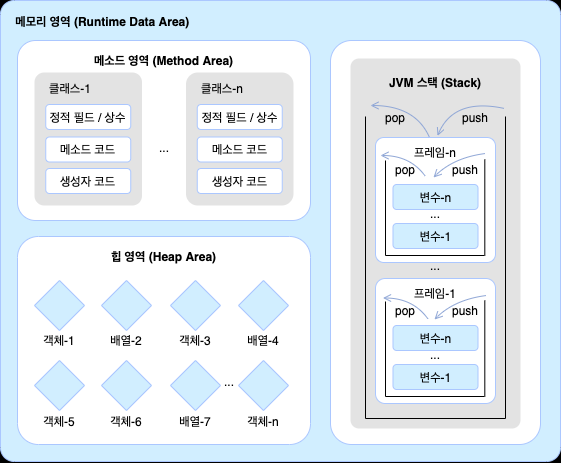 메모리 영역 (Runtime Data Area)
메소드 영역 (Method Area)
클래스-1
정적 필드 / 상수
메소드 코드
생성자 코드
...
클래스-n
정적 필드 / 상수
메소드 코드
생성자 코드
힙 영역 (Heap Area)
객체-1 배열-2 객체-3 배열-4
...
객체-5 객체-6 배열-7 객체-n
JVM 스택 (Stack)
pop push
프레임-n
pop push
변수-n
...
변수-1
...
프레임-1
pop push
변수-n
...
변수-1